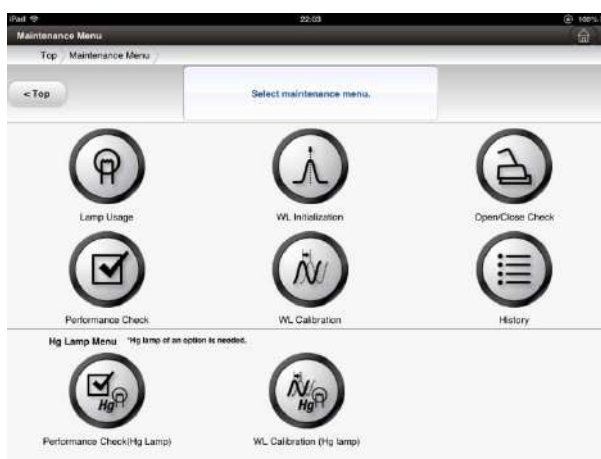 iPad 22:03 100%
Maintenance Menu
Top Maintenance Menu
< Top
Select maintenance menu.
Lamp Usage WL Initialization Open/Close Check
Performance Check WL Calibration History
Hg Lamp Menu *Hg lamp of an option is needed.
Hg Hg
Performance Check(Hg Lamp) WL Calibration (Hg lamp)